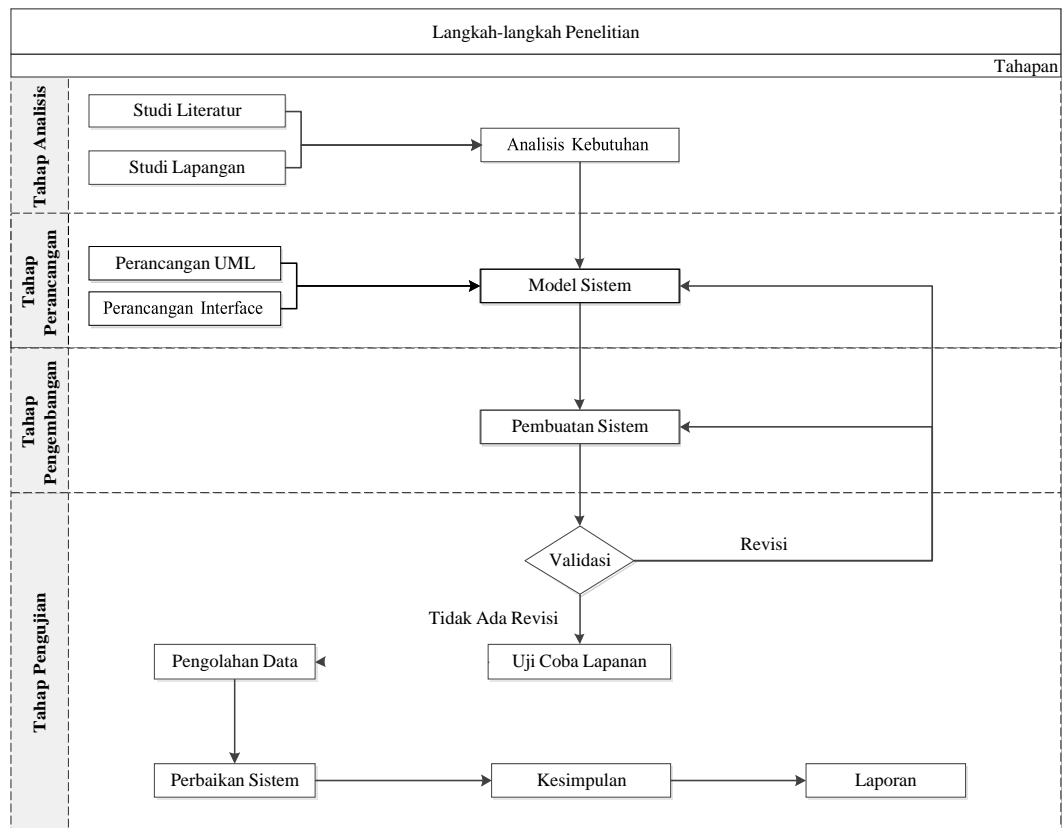 Langkah-langkah Penelitian
Tahapan
Tahap Analisis
Studi Literatur
Studi Lapangan
Analisis Kebutuhan
Tahap
Perancangan
Perancangan UML
Perancangan Interface
Model Sistem
Tahap
Pengembangan
Pembuatan Sistem
Tahap Pengujian
Validasi
Revisi
Tidak Ada Revisi
Pengolahan Data
Uji Coba Lapanan
Perbaikan Sistem
Kesimpulan
Laporan